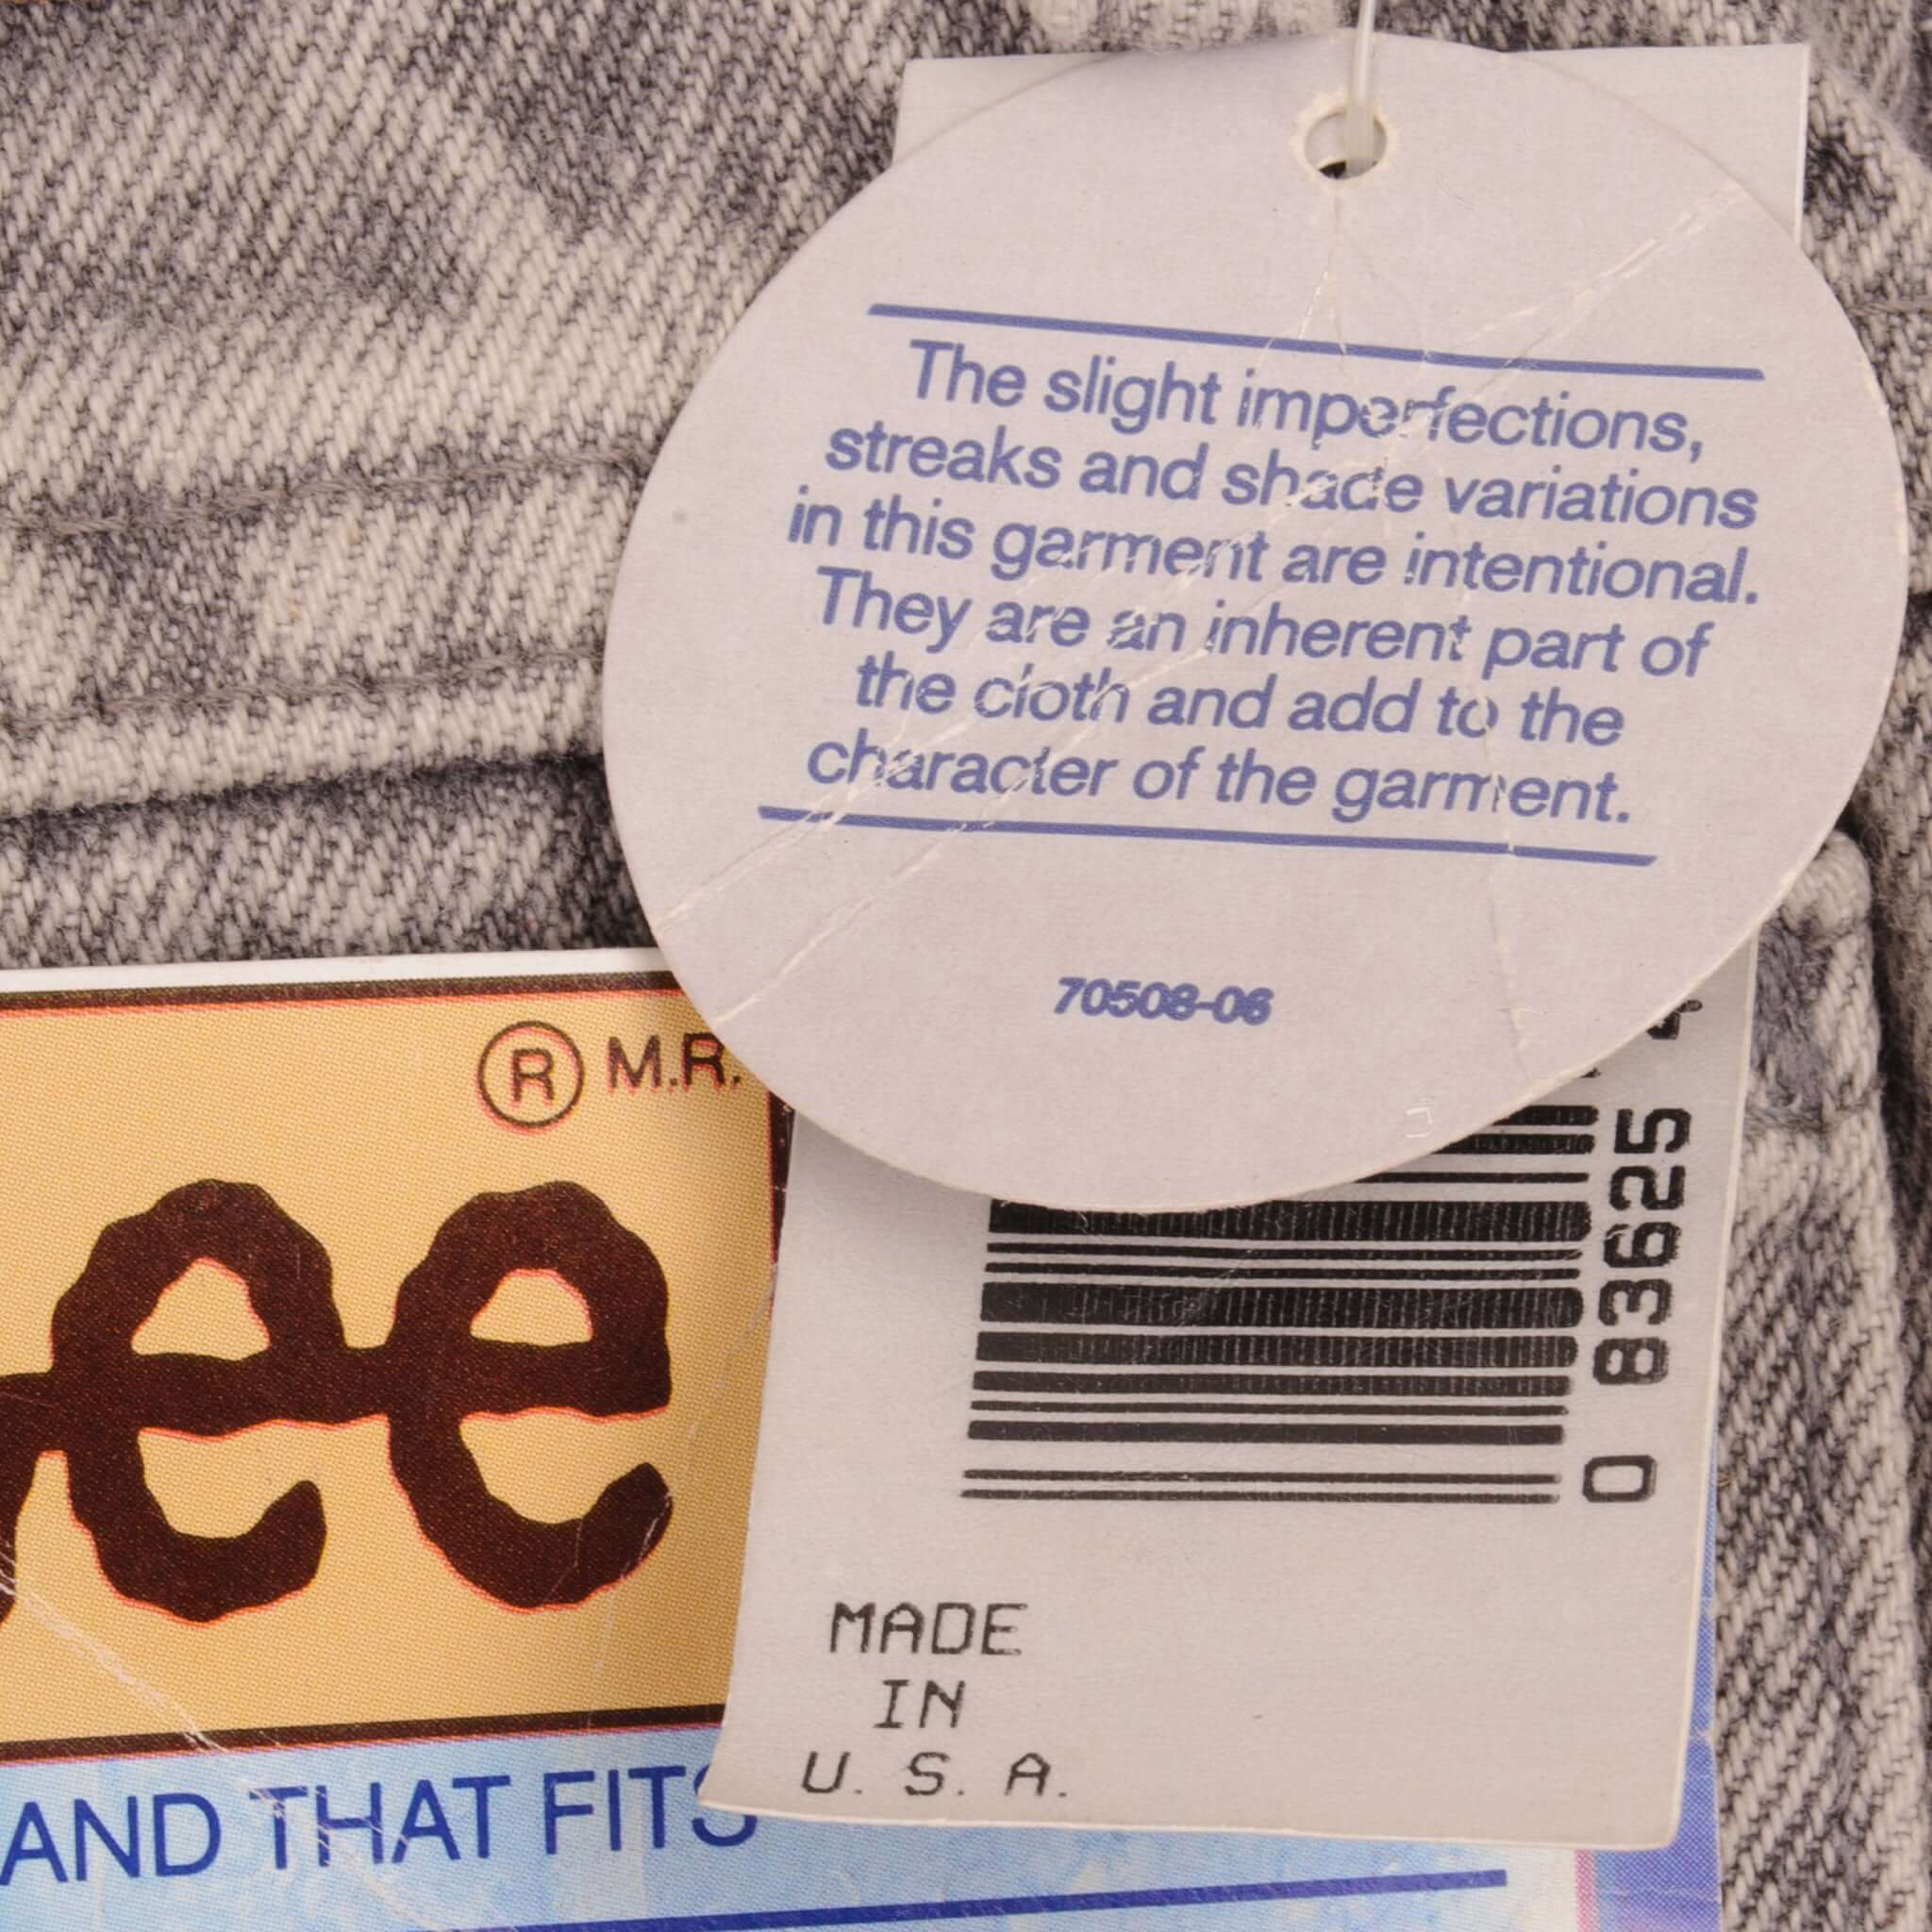 The slight imperfections,
streaks and shade variations
in this garment are intentional.
They are an inherent part of
the cloth and add to the
character of the garment.
70508-06
® M.R.
ee
0 83625 4
MADE
IN
U. S. A.
AND THAT FITS